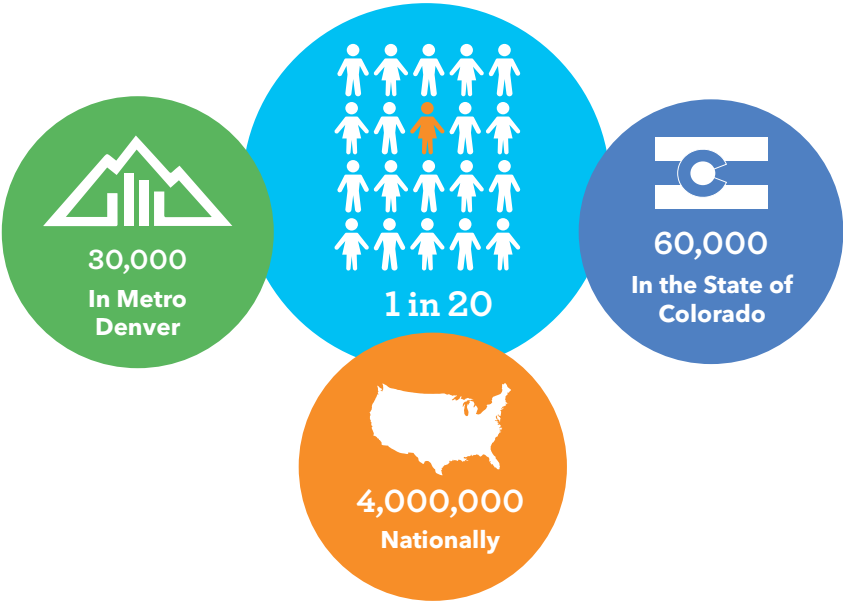 1 in 20
30,000
In Metro
Denver
60,000
In the State of
Colorado
4,000,000
Nationally